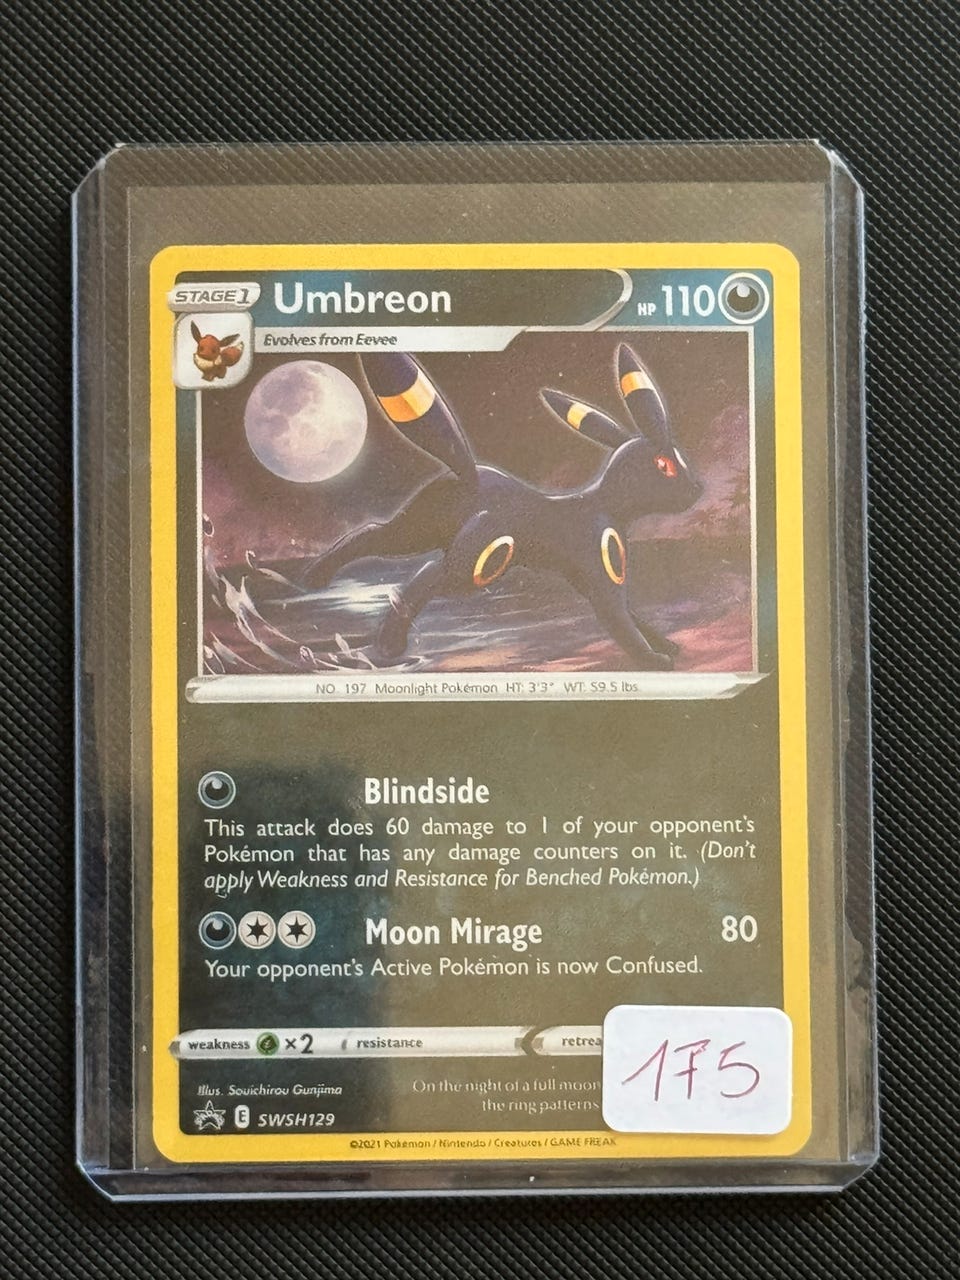 STAGE 1
Umbreon
HP 110
Evolves from Eevee
NO. 197 Moonlight Pokémon HT: 3'3" WT: 59.5 lbs.
Blindside
This attack does 60 damage to 1 of your opponent's
Pokémon that has any damage counters on it. (Don't
apply Weakness and Resistance for Benched Pokémon.)
Moon Mirage 80
Your opponent's Active Pokémon is now Confused.
weakness ×2 resistance retrea
175
Illus. Souichirou Gunjima
On the night of a full moon
the ring patterns
E SWSH129
©2021 Pokémon / Nintendo / Creatures / GAME FREAK